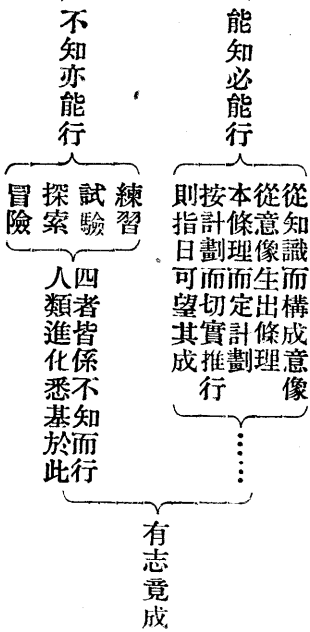 能知必能行
從知識而構成意像
從意像生出條理
本條理而定計劃
按計劃而切實推行
則指日可望其成
……
不知亦能行
練習
試驗
探索
冒險
四者皆係不知而行
人類進化悉基於此
有志竟成